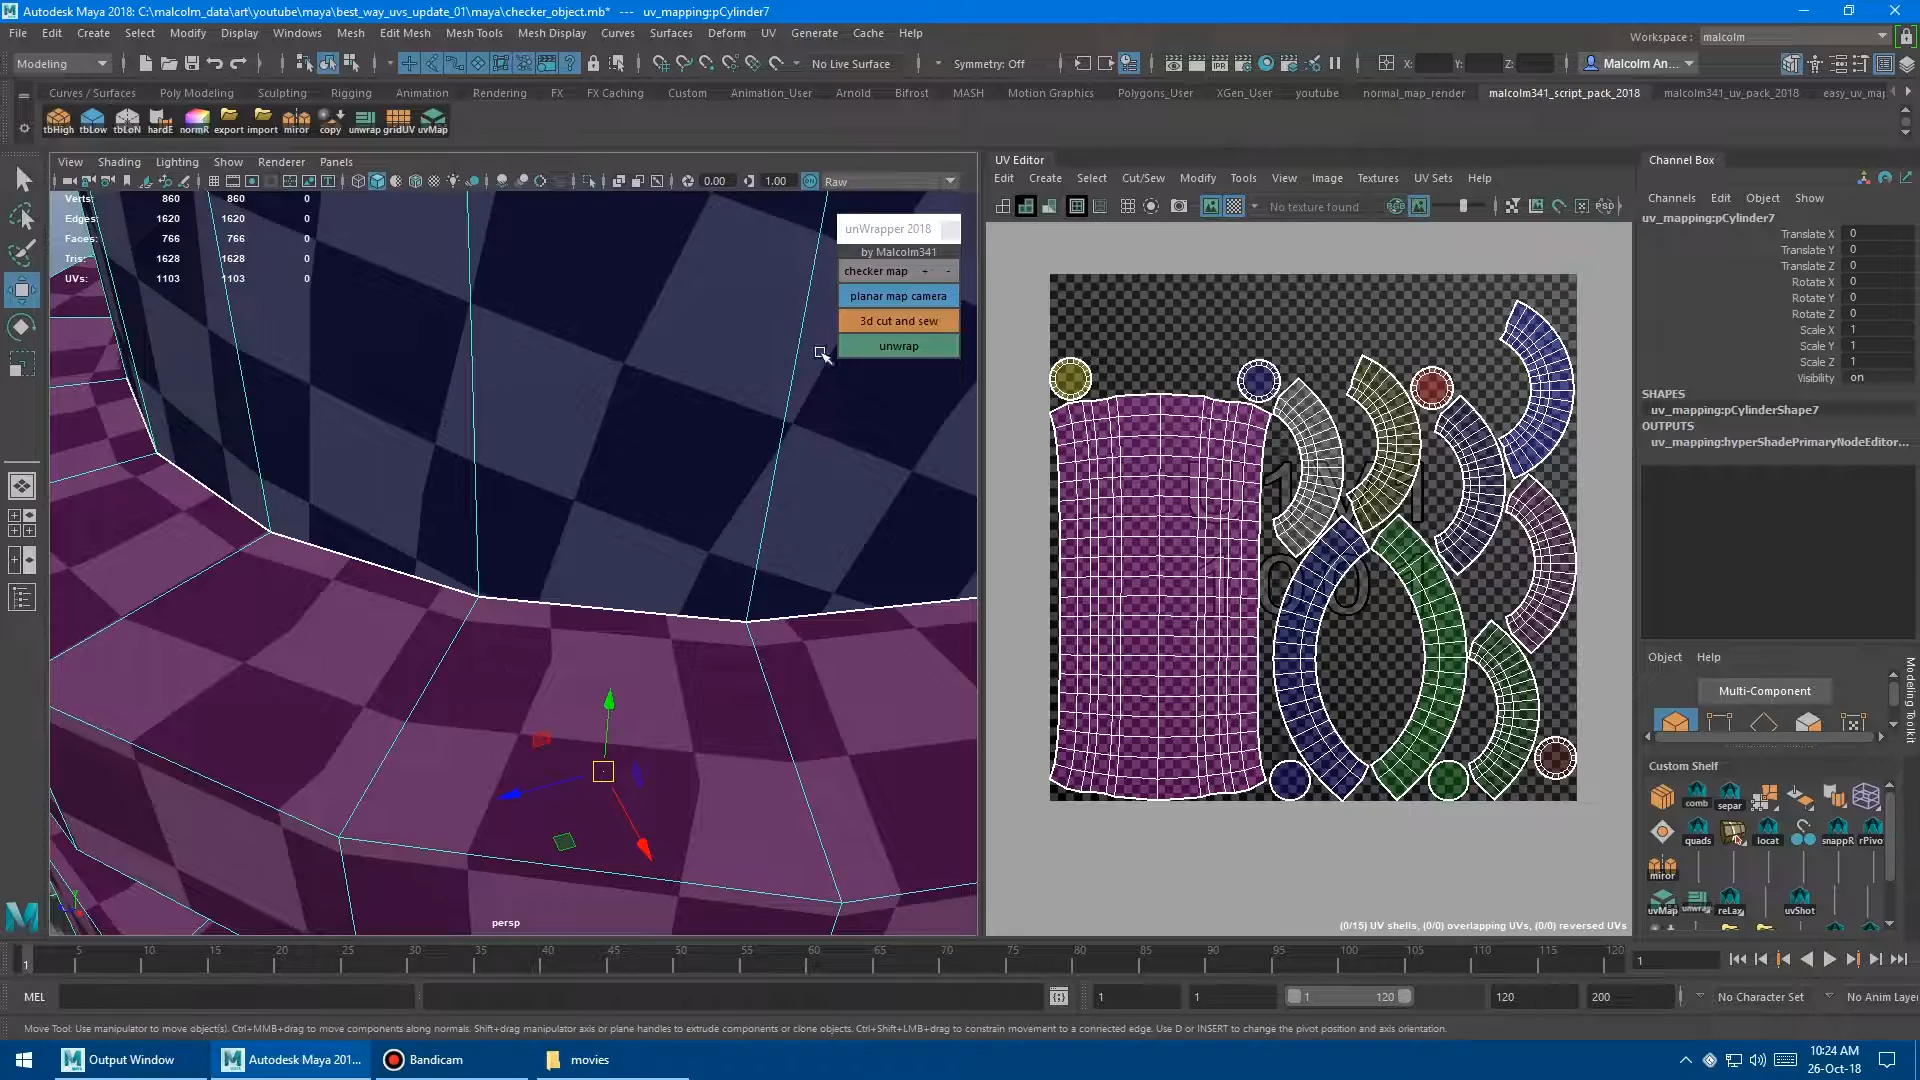 Autodesk Maya 2018: C:\malcolm_data\art\youtube\maya\best_way_uvs_update_01\maya\checker_object.mb* --- uv_mapping:pCylinder7
File Edit Create Select Modify Display Windows Mesh Edit Mesh Mesh Tools Mesh Display Curves Surfaces Deform UV Generate Cache Help
Workspace : malcolm
Modeling No Live Surface Symmetry: Off X: Y: Z: Malcolm An...
Curves / Surfaces Poly Modeling Sculpting Rigging Animation Rendering FX FX Caching Custom Animation_User Arnold Bifrost MASH Motion Graphics Polygons_User XGen_User youtube normal_map_render malcolm341_script_pack_2018 malcolm341_uv_pack_2018 easy_uv_map
tbHigh tbLow tbLoN hardE normR export import miror copy unwrap gridUV uvMap
View Shading Lighting Show Renderer Panels
0.00 1.00 Raw
Verts: 860 860 0
Edges: 1620 1620 0
Faces: 766 766 0
Tris: 1628 1628 0
UVs: 1103 1103 0
unWrapper 2018
by Malcolm341
checker map + -
planar map camera
3d cut and sew
unwrap
persp
UV Editor
Edit Create Select Cut/Sew Modify Tools View Image Textures UV Sets Help
No texture found
(0/15) UV shells, (0/0) overlapping UVs, (0/0) reversed UVs
Channel Box
Channels Edit Object Show
uv_mapping:pCylinder7
Translate X 0
Translate Y 0
Translate Z 0
Rotate X 0
Rotate Y 0
Rotate Z 0
Scale X 1
Scale Y 1
Scale Z 1
Visibility on
SHAPES
uv_mapping:pCylinderShape7
OUTPUTS
uv_mapping:hyperShadePrimaryNodeEditor...
Object Help
Multi-Component
Modeling Toolkit
Custom Shelf
comb separ
quads locat snappR rPivo
miror
uvMap unwrap reLax uvShot
5 10 15 20 25 30 35 40 45 50 55 60 65 70 75 80 85 90 95 100 105 110 115 120
1 1
MEL 1 1 1 120 120 200 No Character Set No Anim Layer
Move Tool: Use manipulator to move object(s). Ctrl+MMB+drag to move components along normals. Shift+drag manipulator axis or plane handles to extrude components or clone objects. Ctrl+Shift+LMB+drag to constrain movement to a connected edge. Use D or INSERT to change the pivot position and axis orientation.
Output Window Autodesk Maya 201... Bandicam movies
10:24 AM
26-Oct-18